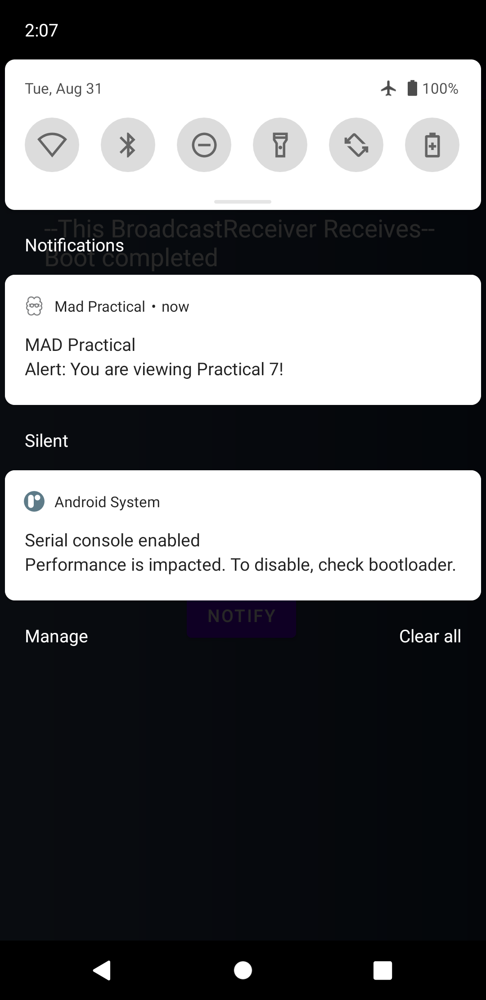 2:07
Tue, Aug 31
100%
--This BroadcastReceiver Receives--
Notifications
Boot completed
Mad Practical • now
MAD Practical
Alert: You are viewing Practical 7!
Silent
Android System
Serial console enabled
Performance is impacted. To disable, check bootloader.
NOTIFY
Manage
Clear all